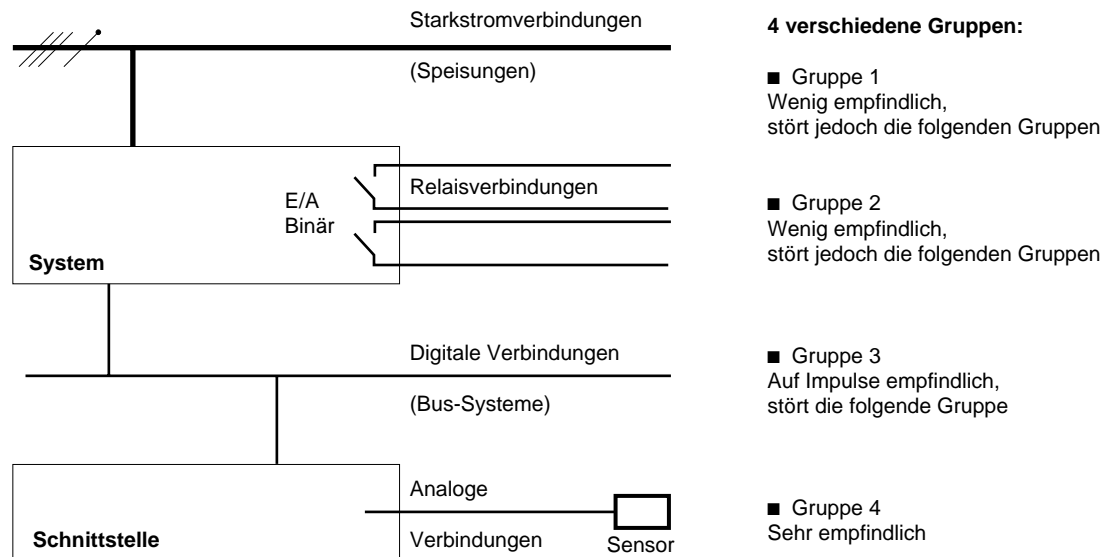 Starkstromverbindungen
(Speisungen)
4 verschiedene Gruppen:
■ Gruppe 1
Wenig empfindlich,
stört jedoch die folgenden Gruppen
E/A
Binär
System
Relaisverbindungen
■ Gruppe 2
Wenig empfindlich,
stört jedoch die folgenden Gruppen
Digitale Verbindungen
(Bus-Systeme)
■ Gruppe 3
Auf Impulse empfindlich,
stört die folgende Gruppe
Schnittstelle
Analoge
Verbindungen
Sensor
■ Gruppe 4
Sehr empfindlich